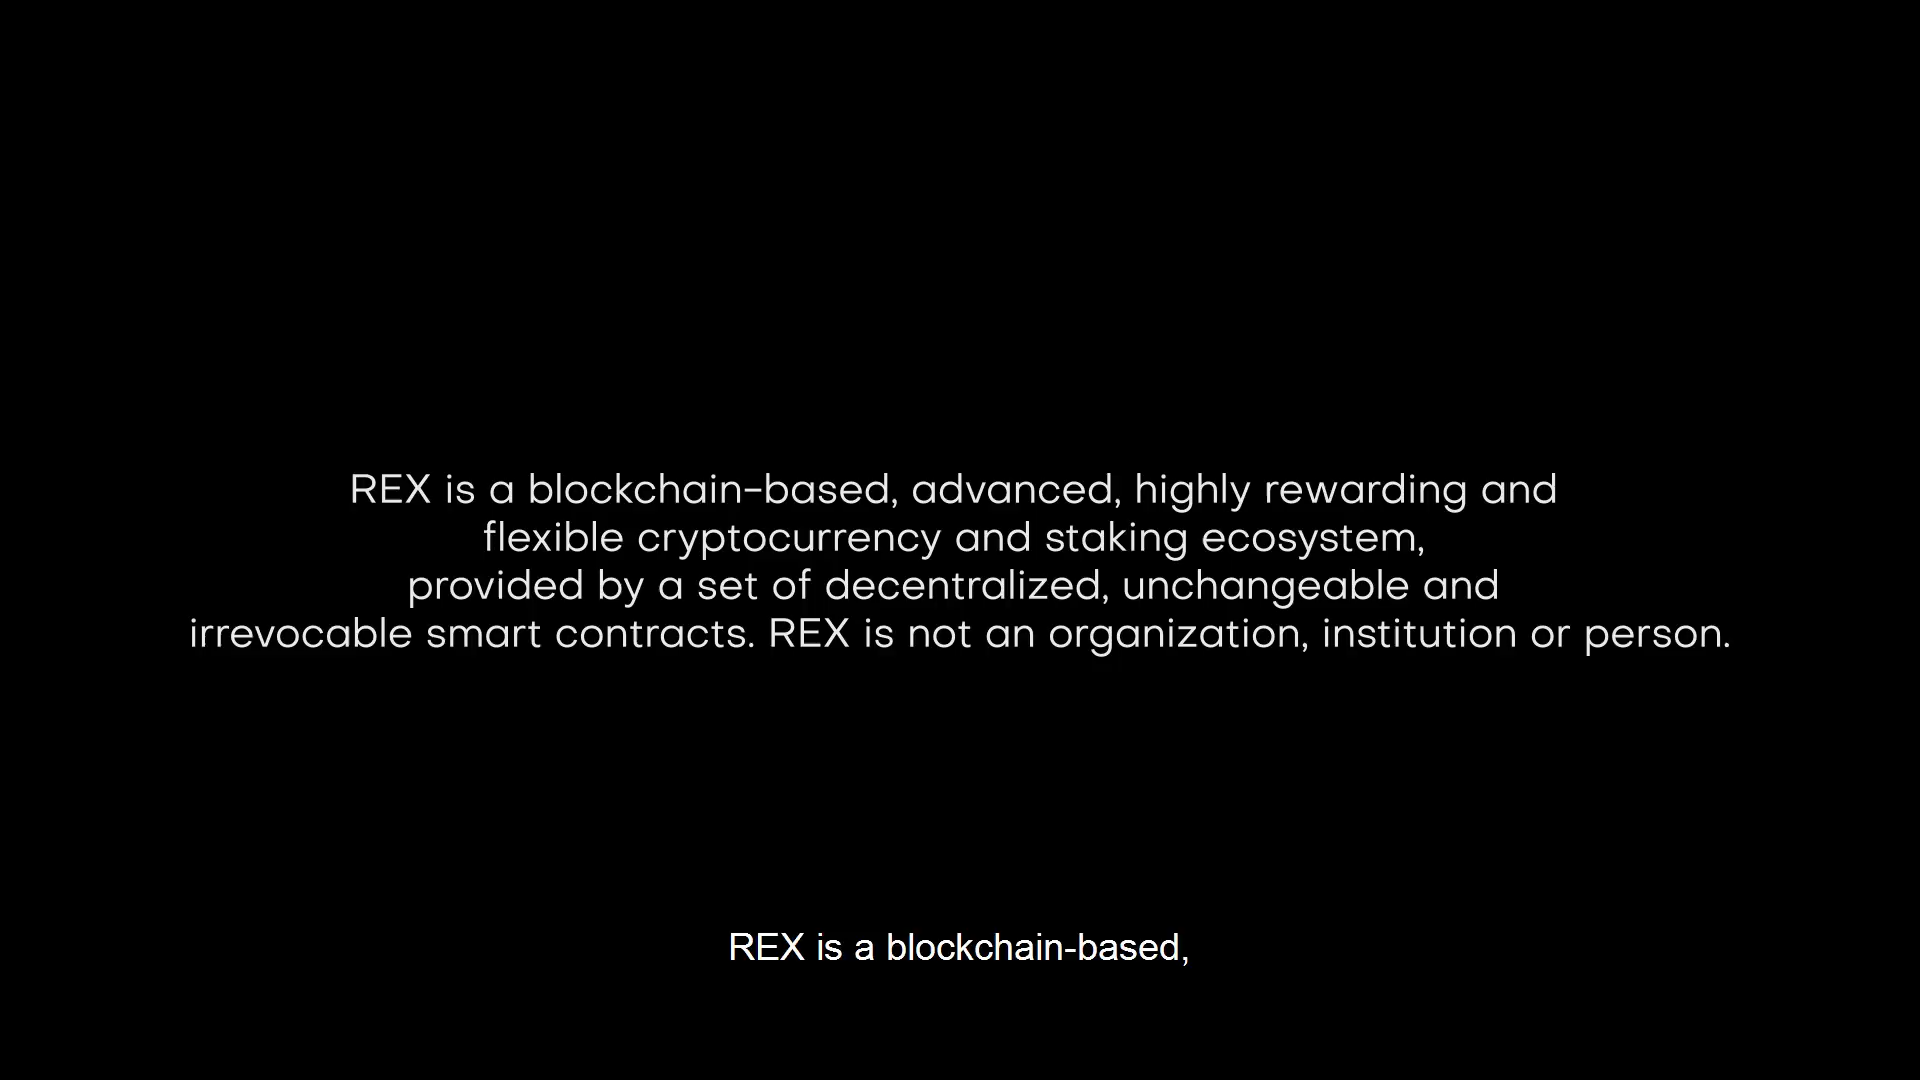 REX is a blockchain-based, advanced, highly rewarding and
flexible cryptocurrency and staking ecosystem,
provided by a set of decentralized, unchangeable and
irrevocable smart contracts. REX is not an organization, institution or person.
REX is a blockchain-based,